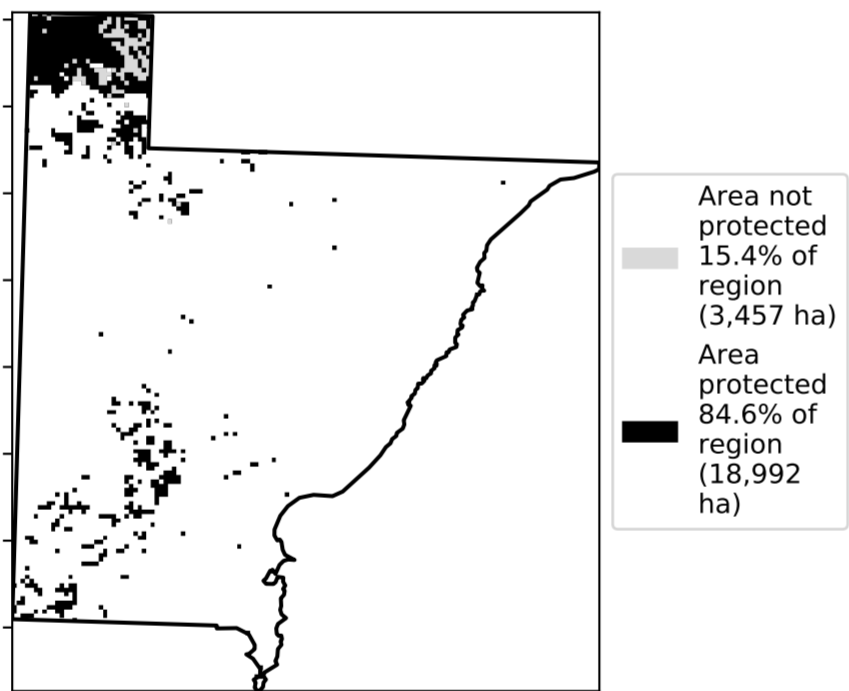 Area not
protected
15.4% of
region
(3,457 ha)
Area
protected
84.6% of
region
(18,992
ha)